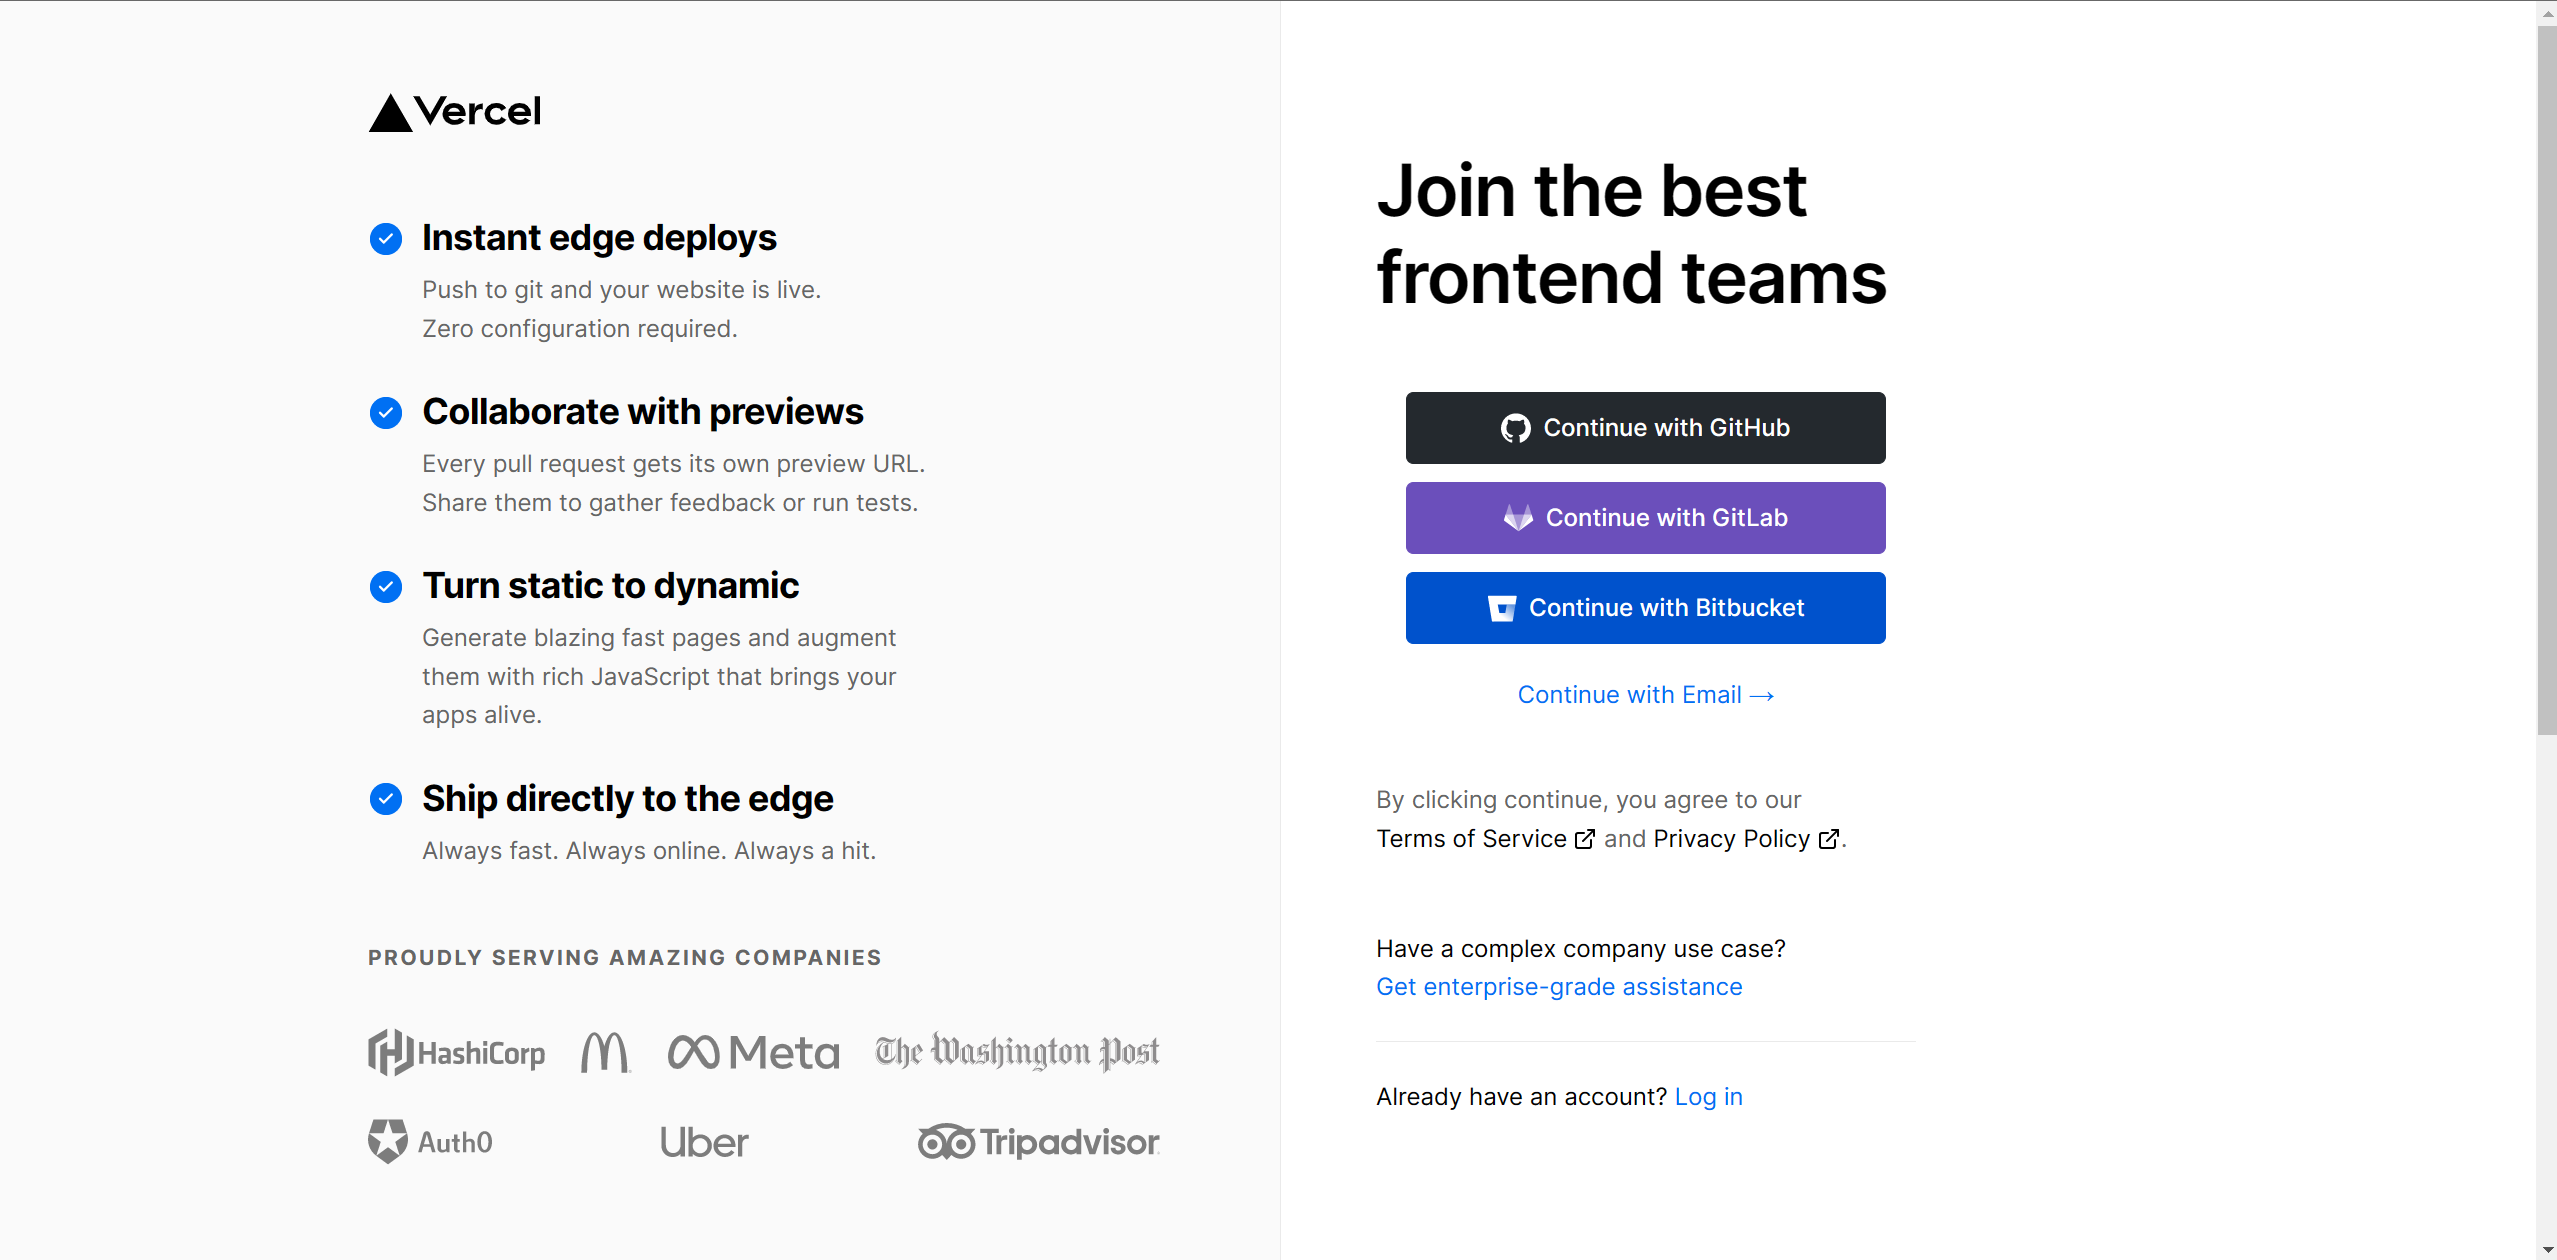 Vercel
Instant edge deploys
Push to git and your website is live.
Zero configuration required.
Collaborate with previews
Every pull request gets its own preview URL.
Share them to gather feedback or run tests.
Turn static to dynamic
Generate blazing fast pages and augment
them with rich JavaScript that brings your
apps alive.
Ship directly to the edge
Always fast. Always online. Always a hit.
PROUDLY SERVING AMAZING COMPANIES
HashiCorp Meta The Washington Post
Auth0 Uber Tripadvisor
Join the best
frontend teams
Continue with GitHub
Continue with GitLab
Continue with Bitbucket
Continue with Email →
By clicking continue, you agree to our
Terms of Service and Privacy Policy .
Have a complex company use case?
Get enterprise-grade assistance
Already have an account? Log in